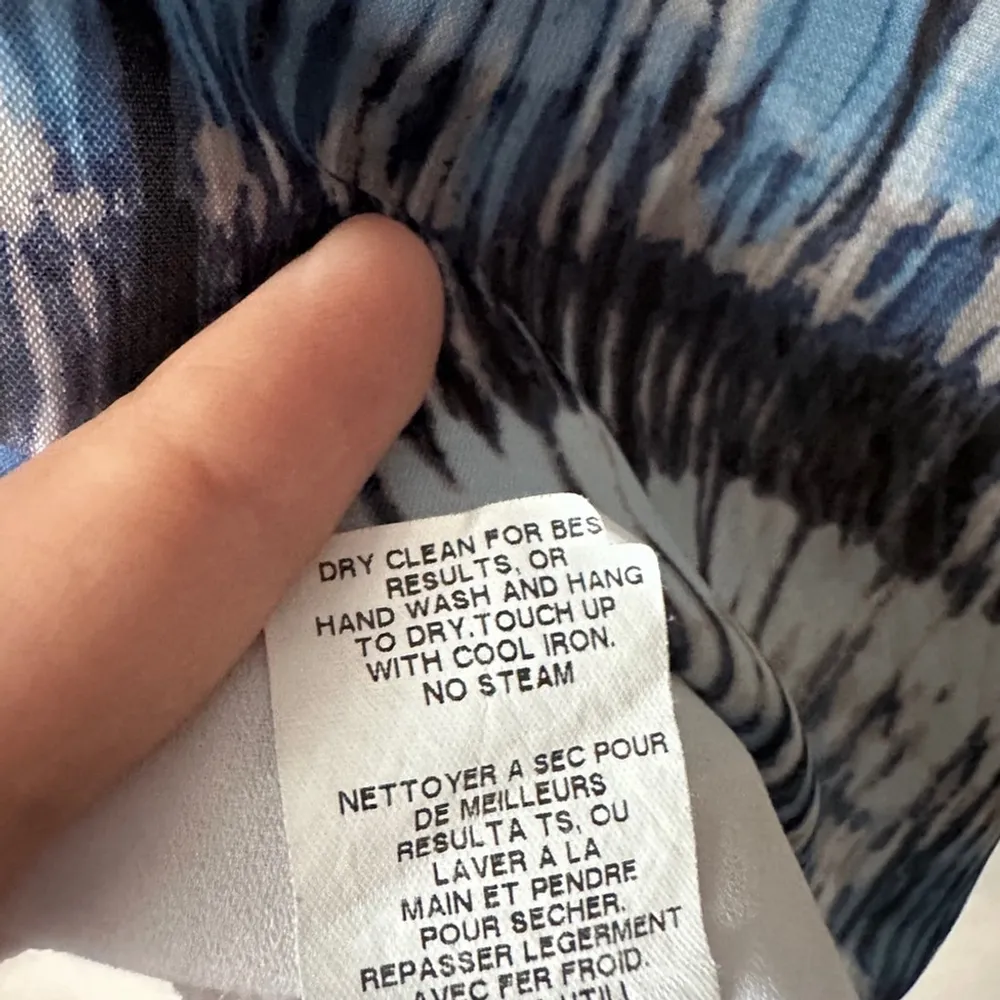 DRY CLEAN FOR BES
RESULTS, OR
HAND WASH AND HANG
TO DRY.TOUCH UP
WITH COOL IRON.
NO STEAM
NETTOYER A SEC POUR
DE MEILLEURS
RESULTA TS, OU
LAVER A LA
MAIN ET PENDRE
POUR SECHER.
REPASSER LEGERMENT
AVEC FER FROID.